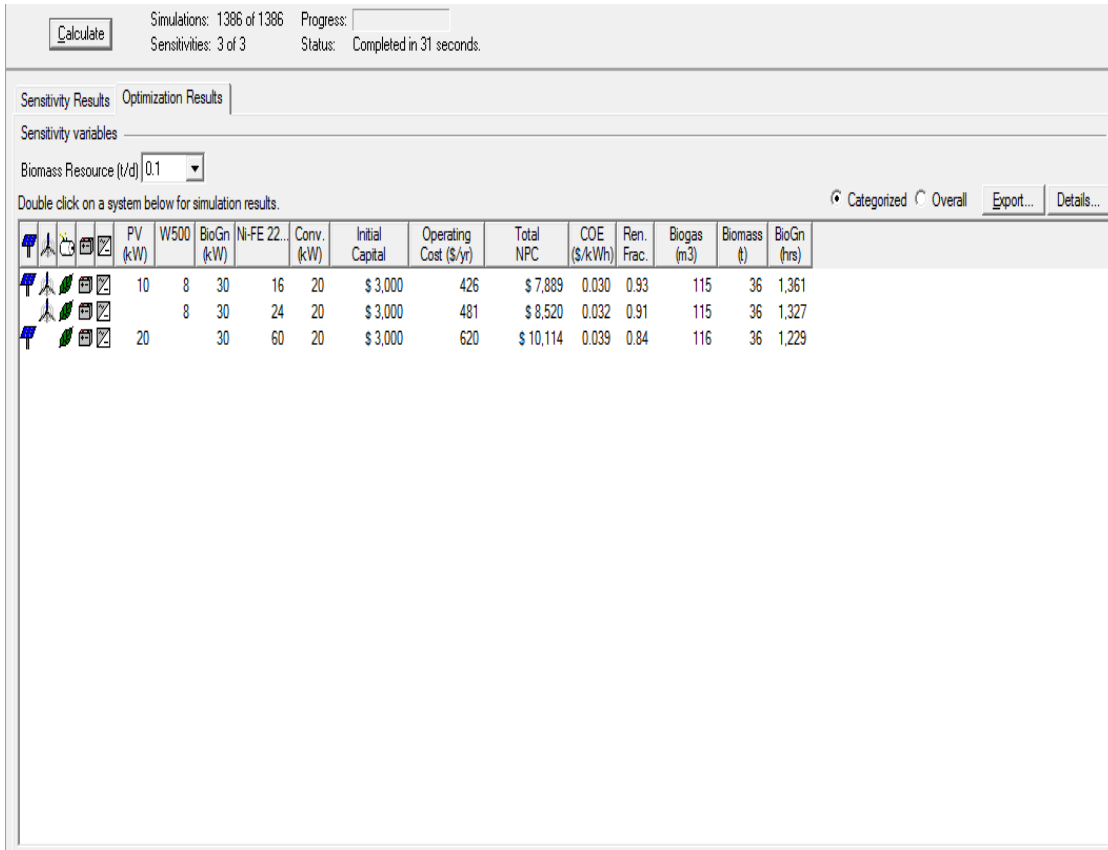 Calculate
Simulations: 1386 of 1386 Progress:
Sensitivities: 3 of 3 Status: Completed in 31 seconds.
Sensitivity Results Optimization Results
Sensitivity variables
Biomass Resource (t/d) 0.1
Double click on a system below for simulation results.
Categorized Overall Export... Details...
PV (kW) W500 BioGn (kW) Ni-FE 22... Conv. (kW) Initial Capital Operating Cost ($/yr) Total NPC COE ($/kWh) Ren. Frac. Biogas (m3) Biomass (t) BioGn (hrs)
10 8 30 16 20 $ 3,000 426 $ 7,889 0.030 0.93 115 36 1,361
8 30 24 20 $ 3,000 481 $ 8,520 0.032 0.91 115 36 1,327
20 30 60 20 $ 3,000 620 $ 10,114 0.039 0.84 116 36 1,229